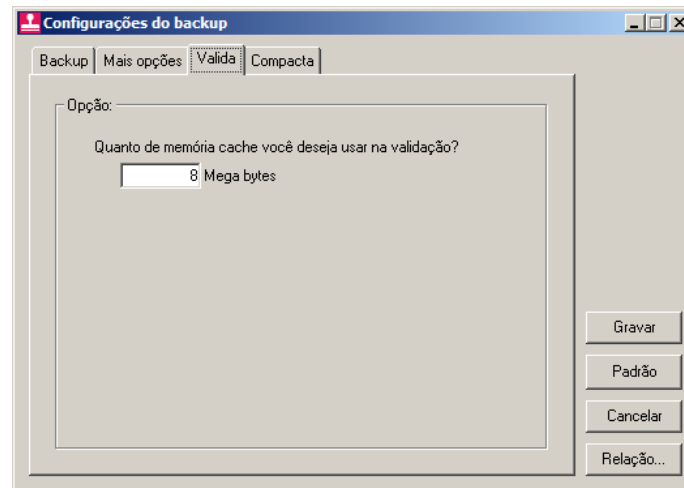 Configurações do backup
Backup Mais opções Valida Compacta
Opção:
Quanto de memória cache você deseja usar na validação?
8 Mega bytes
Gravar
Padrão
Cancelar
Relação...